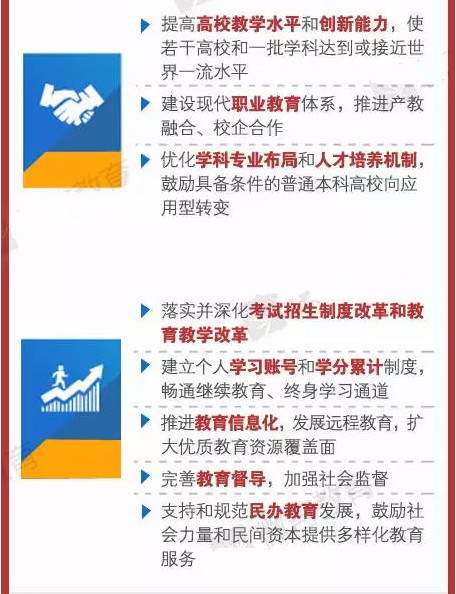 提高高校教学水平和创新能力，使
若干高校和一批学科达到或接近世
界一流水平
建设现代职业教育体系，推进产教
融合、校企合作
优化学科专业布局和人才培养机制，
鼓励具备条件的普通本科高校向应
用型转变
落实并深化考试招生制度改革和教
育教学改革
建立个人学习账号和学分累计制度，
畅通继续教育、终身学习通道
推进教育信息化，发展远程教育，扩
大优质教育资源覆盖面
完善教育督导，加强社会监督
支持和规范民办教育发展，鼓励社
会力量和民间资本提供多样化教育
服务